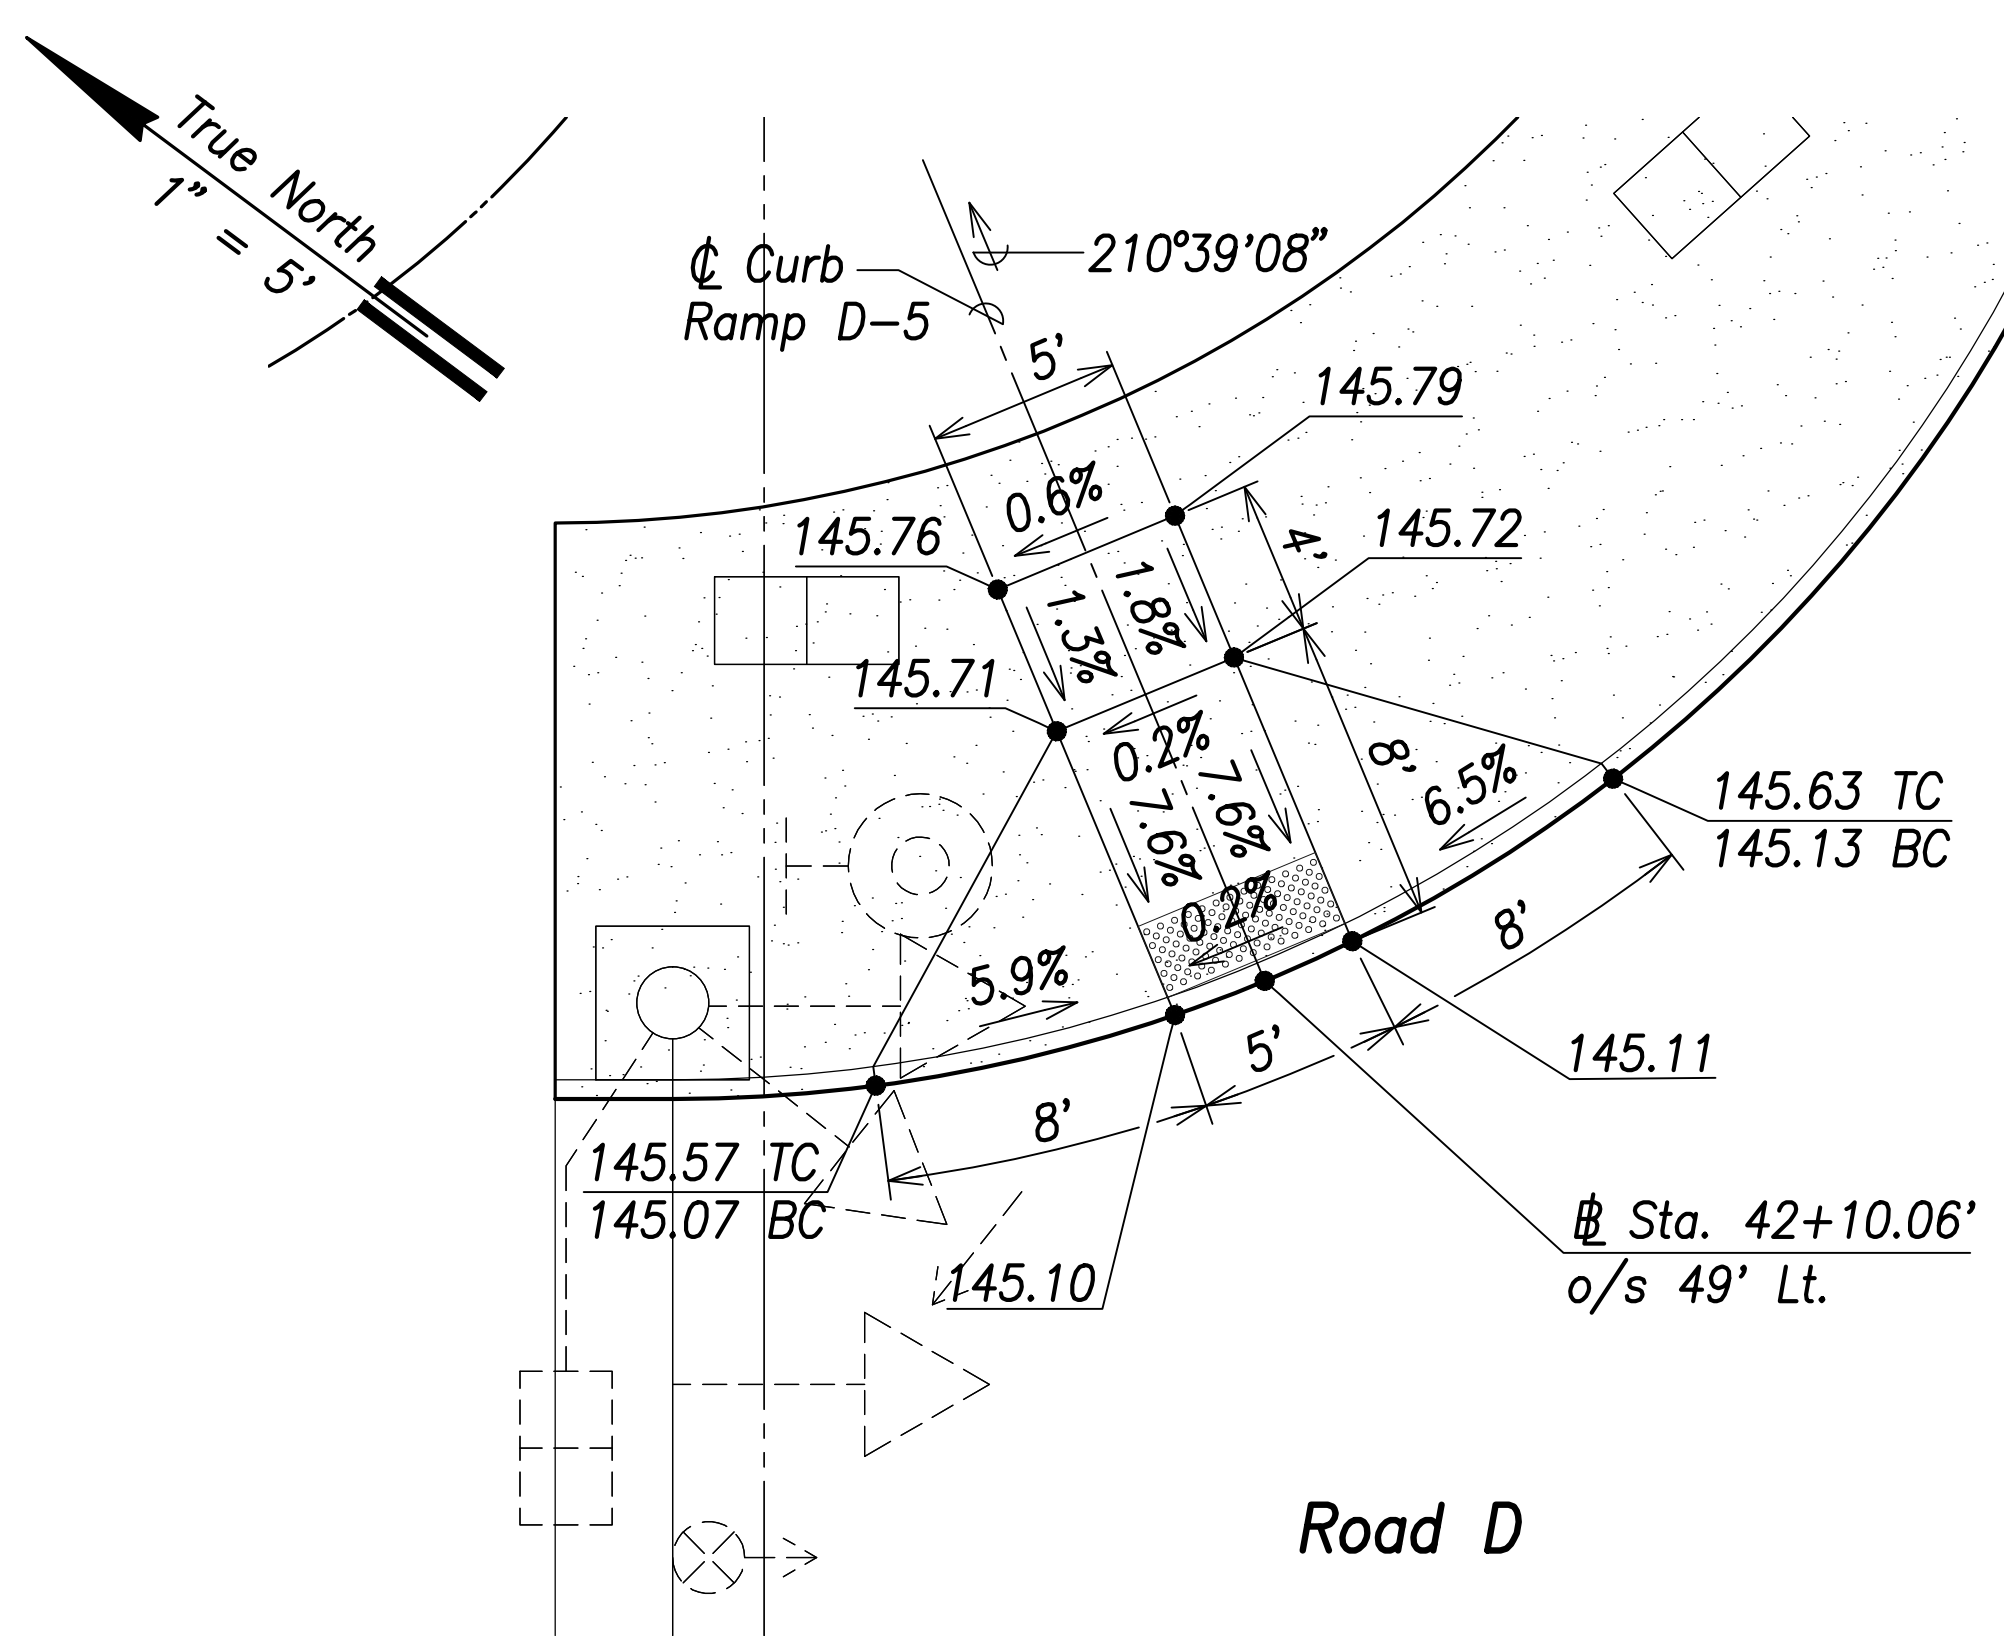 True North
1" = 5'
℄ Curb
Ramp D-5
210°39'08"
5'
145.79
0.6%
145.76
145.72
4'
1.8%
1.3%
145.71
0.2%
8'
7.6%
7.6%
6.5%
145.63 TC
145.13 BC
0.2%
8'
5.9%
5'
145.11
8'
145.57 TC
145.07 BC
145.10
BL Sta. 42+10.06'
o/s 49' Lt.
Road D